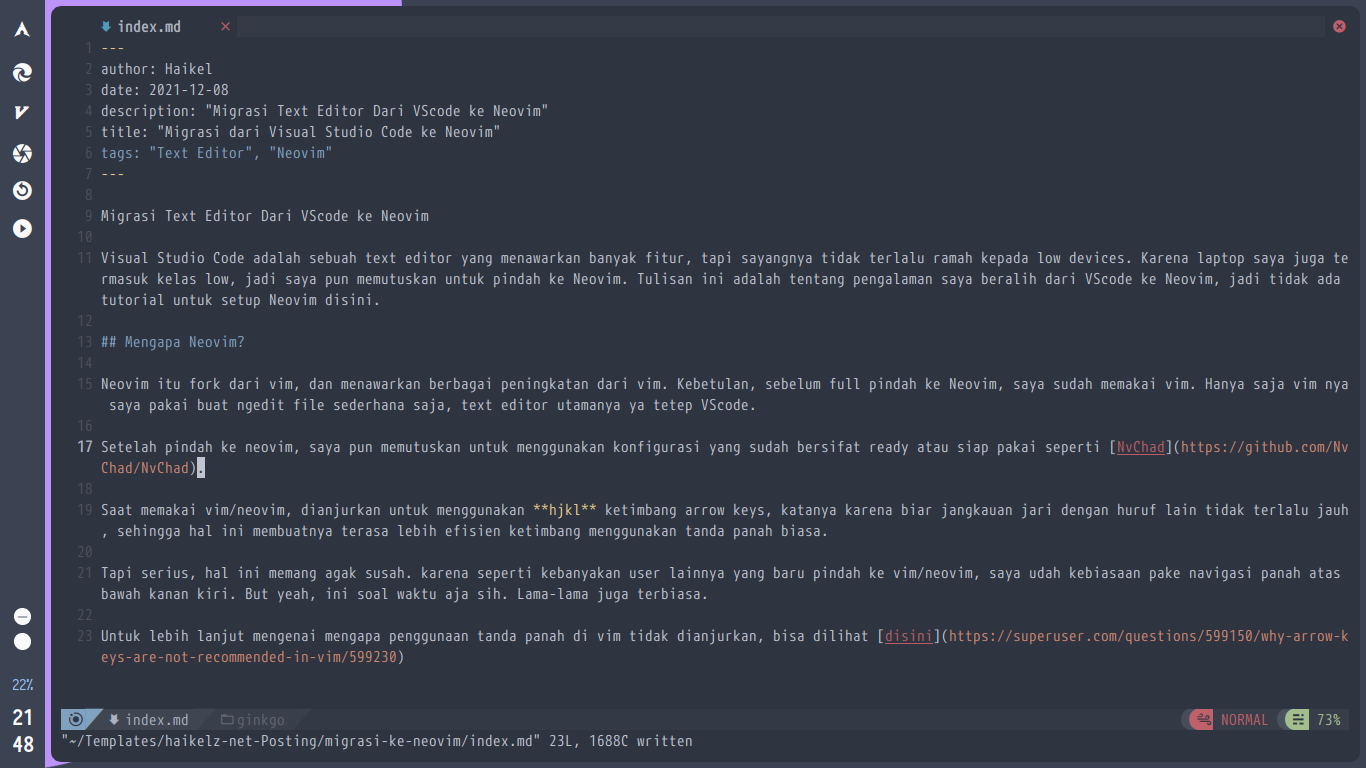 index.md
1 ---
2 author: Haikel
3 date: 2021-12-08
4 description: "Migrasi Text Editor Dari VScode ke Neovim"
5 title: "Migrasi dari Visual Studio Code ke Neovim"
6 tags: "Text Editor", "Neovim"
7 ---
8
9 Migrasi Text Editor Dari VScode ke Neovim
10
11 Visual Studio Code adalah sebuah text editor yang menawarkan banyak fitur, tapi sayangnya tidak terlalu ramah kepada low devices. Karena laptop saya juga te
rmasuk kelas low, jadi saya pun memutuskan untuk pindah ke Neovim. Tulisan ini adalah tentang pengalaman saya beralih dari VScode ke Neovim, jadi tidak ada
tutorial untuk setup Neovim disini.
12
13 ## Mengapa Neovim?
14
15 Neovim itu fork dari vim, dan menawarkan berbagai peningkatan dari vim. Kebetulan, sebelum full pindah ke Neovim, saya sudah memakai vim. Hanya saja vim nya
saya pakai buat ngedit file sederhana saja, text editor utamanya ya tetep VScode.
16
17 Setelah pindah ke neovim, saya pun memutuskan untuk menggunakan konfigurasi yang sudah bersifat ready atau siap pakai seperti [NvChad](https://github.com/Nv
Chad/NvChad).
18
19 Saat memakai vim/neovim, dianjurkan untuk menggunakan **hjkl** ketimbang arrow keys, katanya karena biar jangkauan jari dengan huruf lain tidak terlalu jauh
, sehingga hal ini membuatnya terasa lebih efisien ketimbang menggunakan tanda panah biasa.
20
21 Tapi serius, hal ini memang agak susah. karena seperti kebanyakan user lainnya yang baru pindah ke vim/neovim, saya udah kebiasaan pake navigasi panah atas
bawah kanan kiri. But yeah, ini soal waktu aja sih. Lama-lama juga terbiasa.
22
23 Untuk lebih lanjut mengenai mengapa penggunaan tanda panah di vim tidak dianjurkan, bisa dilihat [disini](https://superuser.com/questions/599150/why-arrow-k
eys-are-not-recommended-in-vim/599230)
22%
21
48
index.md ginkgo NORMAL 73%
"~/Templates/haikelz-net-Posting/migrasi-ke-neovim/index.md" 23L, 1688C written